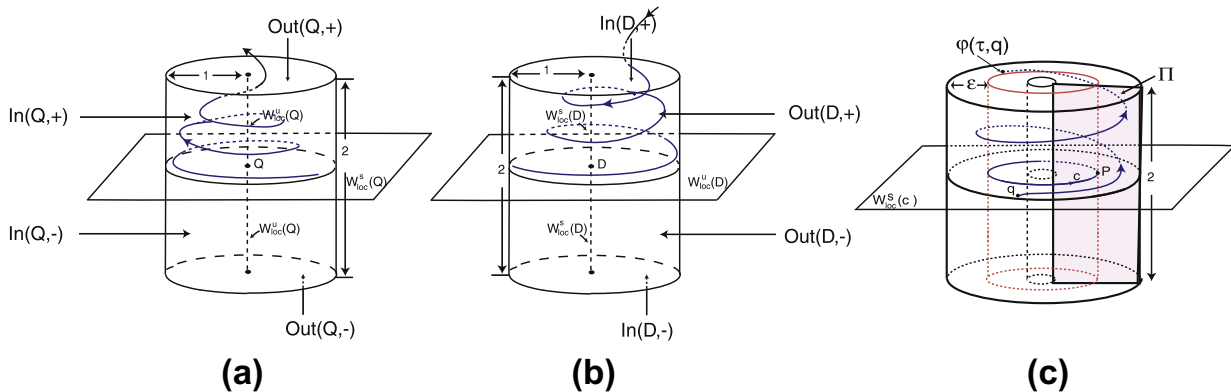 Out(Q,+)
1
In(Q,+)
W^u_loc(Q)
2
Q
W^s_loc(Q)
In(Q,-)
W^u_loc(Q)
Out(Q,-)
(a)
In(D,+)
1
Out(D,+)
W^s_loc(D)
2
D
W^u_loc(D)
W^s_loc(D)
Out(D,-)
In(D,-)
(b)
φ(τ,q)
Π
ε
P
c
q
2
W^s_loc(c)
(c)